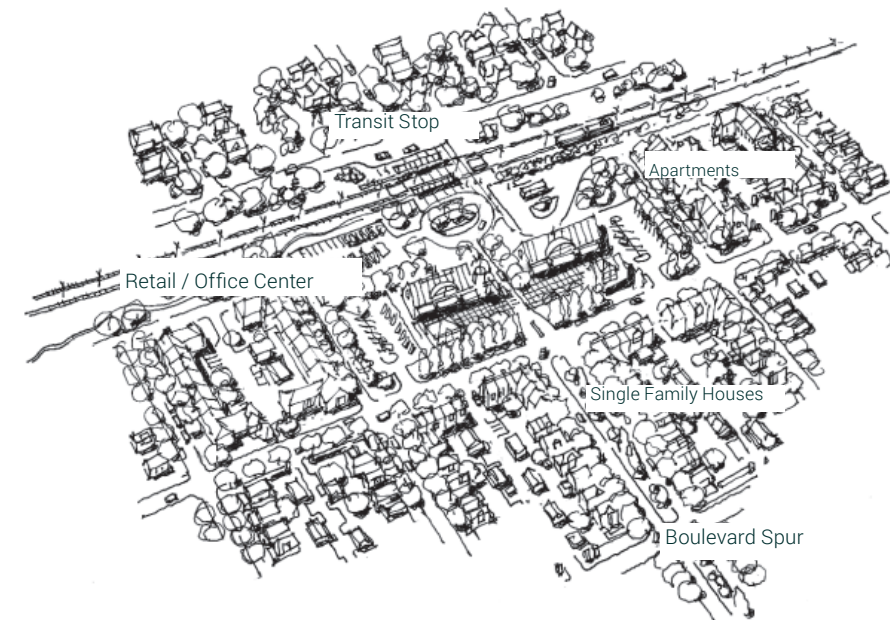 Transit Stop
Apartments
Retail / Office Center
Single Family Houses
Boulevard Spur